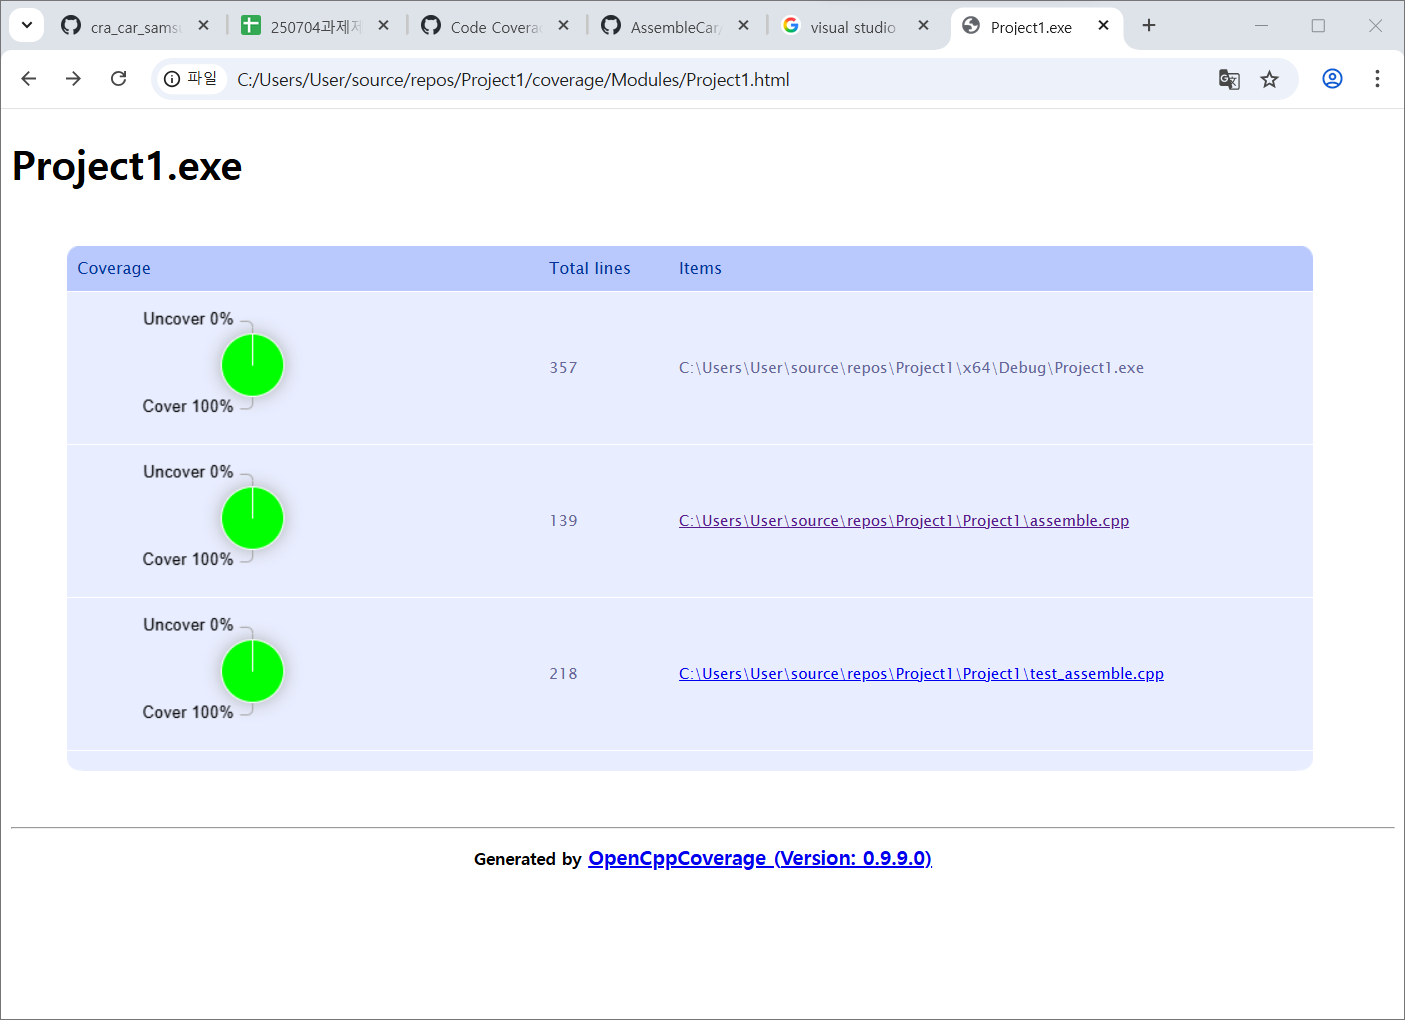 cra_car_sams
250704과제제
Code Covera
AssembleCar/
visual studio
Project1.exe
파일
C:/Users/User/source/repos/Project1/coverage/Modules/Project1.html
Project1.exe
Coverage Total lines Items
Uncover 0%
357 C:\Users\User\source\repos\Project1\x64\Debug\Project1.exe
Cover 100%
Uncover 0%
139 C:\Users\User\source\repos\Project1\Project1\assemble.cpp
Cover 100%
Uncover 0%
218 C:\Users\User\source\repos\Project1\Project1\test_assemble.cpp
Cover 100%
Generated by OpenCppCoverage (Version: 0.9.9.0)